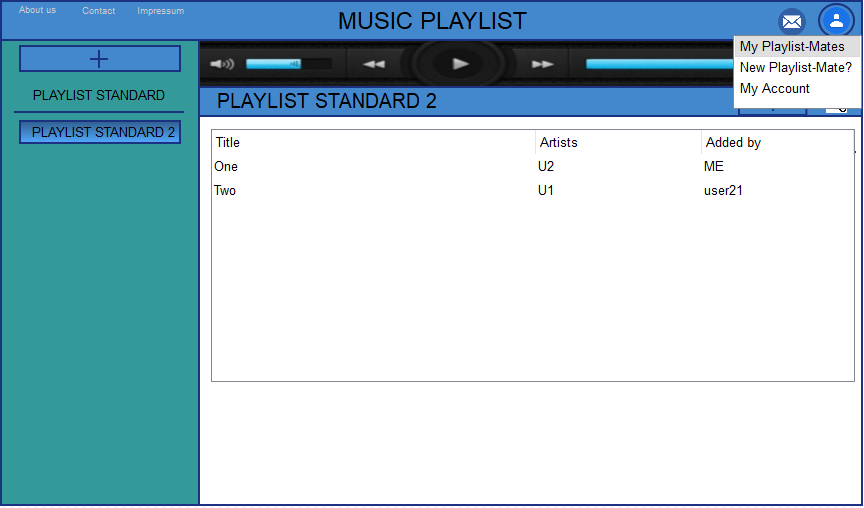 About us Contact Impressum
MUSIC PLAYLIST
My Playlist-Mates
New Playlist-Mate?
My Account
PLAYLIST STANDARD
PLAYLIST STANDARD 2
PLAYLIST STANDARD 2
Title Artists Added by
One U2 ME
Two U1 user21